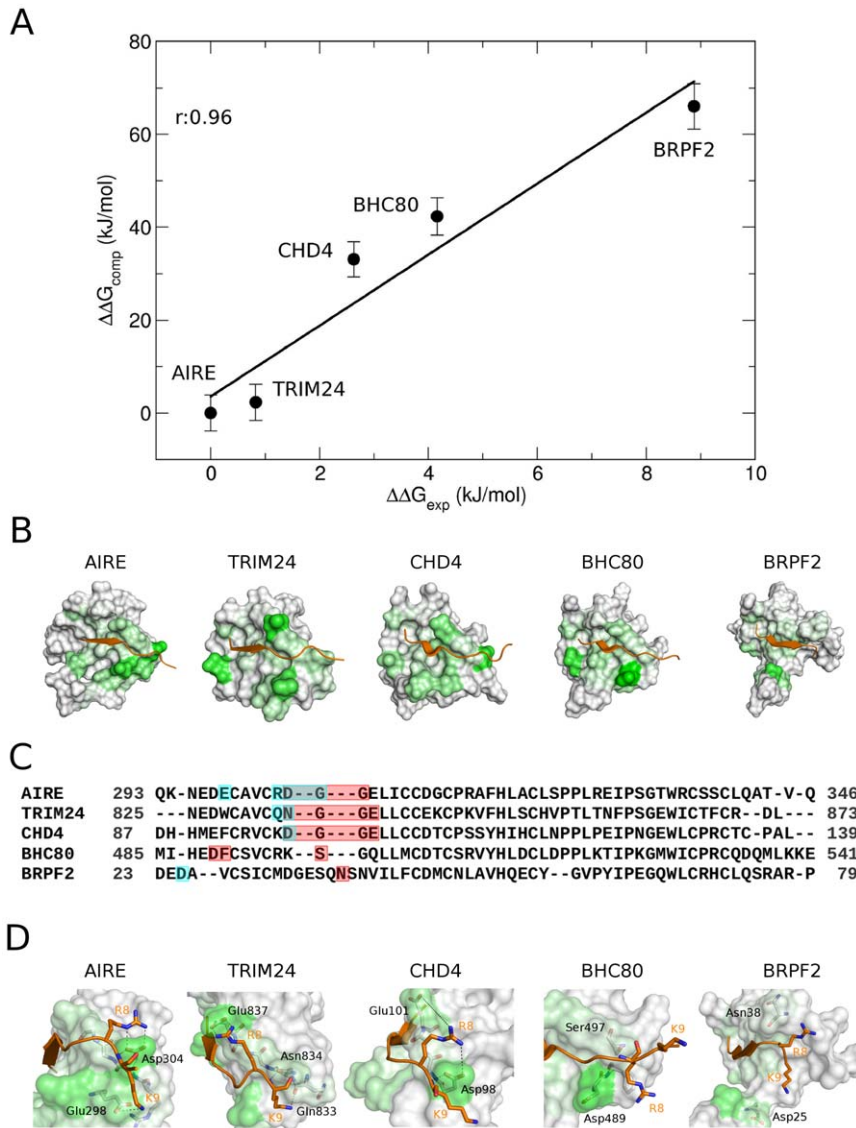 A
80
60
40
20
0
ΔΔGcomp (kJ/mol)
r:0.96
BRPF2
BHC80
CHD4
AIRE
TRIM24
0 2 4 6 8 10
ΔΔGexp (kJ/mol)
B
AIRE TRIM24 CHD4 BHC80 BRPF2
C
AIRE 293 QK-NEDECAVCRD--G---GELICCDGCPRAFHLACLSPPLREIPSGTWRCSSCLQAT-V-Q 346
TRIM24 825 ---NEDWCAVCQN--G---GELLCCEKCPKVFHLSCHVPTLTNFPSGEWICTFCR--DL--- 873
CHD4 87 DH-HMEFCRVCKD--G---GELLCCDTCPSSYHIHCLNPPLPEIPNGEWLCPRCTC-PAL-- 139
BHC80 485 MI-HEDFCSVCRK--S---GQLLMCDTCSRVYHLDCLDPPLKTIPKGMWICPRCQDQMLKKE 541
BRPF2 23 DEDA--VCSICMDGESQNSNVILFCDMCNLAVHQECY--GVPYIPEGQWLCRHCLQSRAR-P 79
D
AIRE TRIM24 CHD4 BHC80 BRPF2
R8 Asp304 K9 Glu298
Glu837 R8 Asn834 K9 Gln833
Glu101 R8 Asp98 K9
Ser497 K9 R8 Asp489
Asn38 R8 K9 Asp25